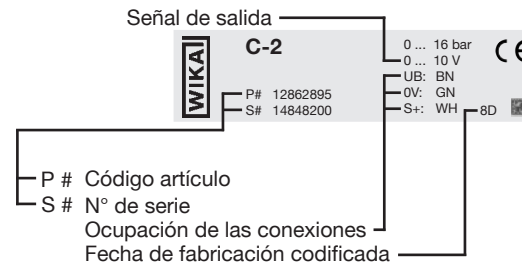 Señal de salida
WIKA
C-2
P# 12862895
S# 14848200
0 ... 16 bar
0 ... 10 V
UB: BN
0V: GN
S+: WH
8D
CE
P # Código artículo
S # N° de serie
Ocupación de las conexiones
Fecha de fabricación codificada